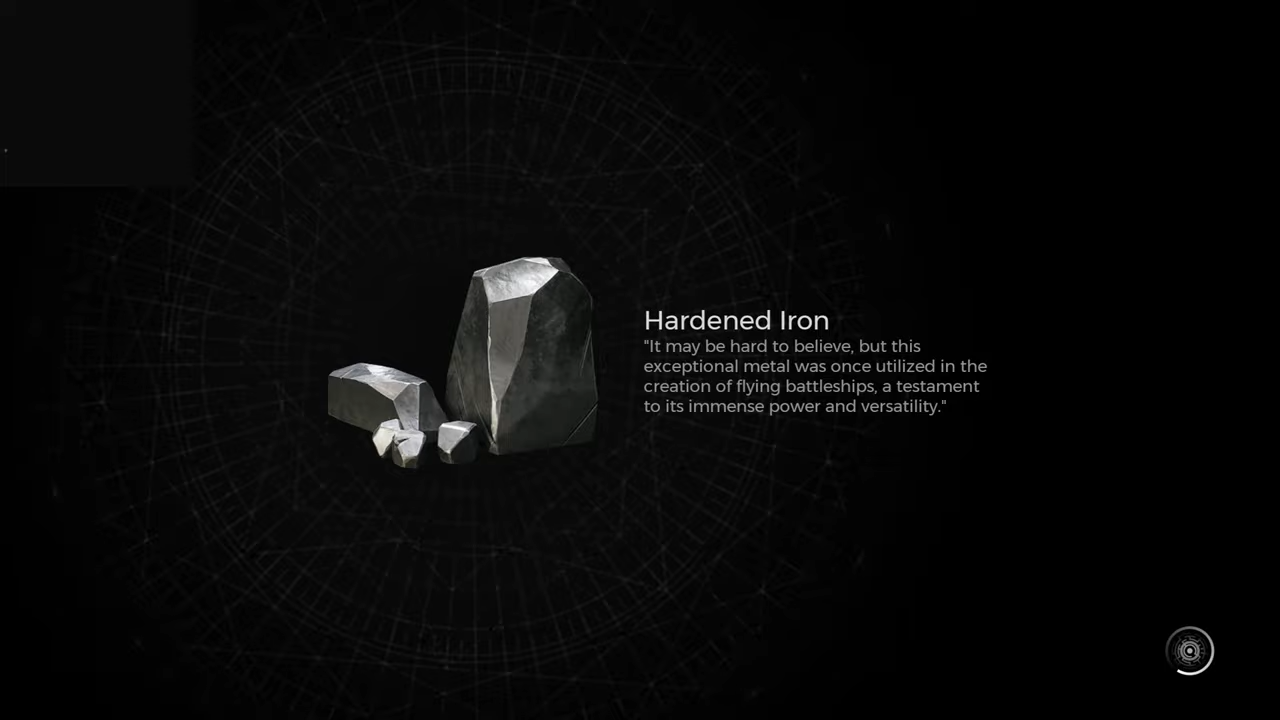 Hardened Iron
"It may be hard to believe, but this
exceptional metal was once utilized in the
creation of flying battleships, a testament
to its immense power and versatility."